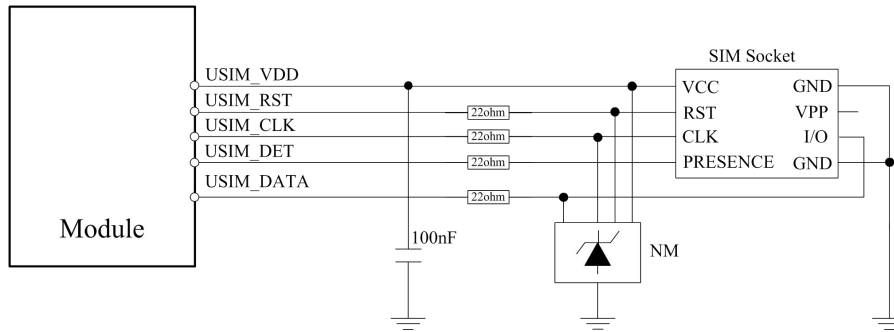 SIM Socket
USIM_VDD
VCC GND
USIM_RST
22ohm
RST VPP
USIM_CLK
22ohm
CLK I/O
USIM_DET
22ohm
PRESENCE GND
USIM_DATA
22ohm
Module
100nF
NM